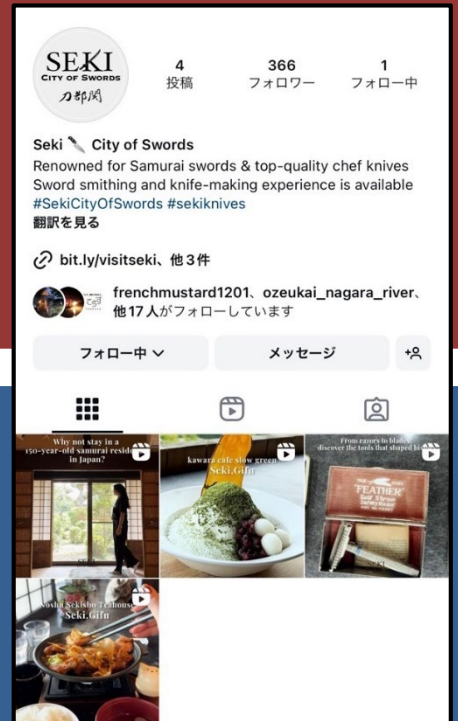 SEKI
CITY OF SWORDS
刀都関
4
投稿
366
フォロワー
1
フォロー中
Seki 🔪 City of Swords
Renowned for Samurai swords & top-quality chef knives
Sword smithing and knife-making experience is available
#SekiCityOfSwords #sekiknives
翻訳を見る
bit.ly/visitseki、他3件
frenchmustard1201、ozeukai_nagara_river、
他17人がフォローしています
フォロー中
メッセージ
Why not stay in a
150-year-old samurai
in Japan?
kawara cafe slow green
Seki,Gifu
From razors to blades,
discover the tools that shaped
FEATHER
SEKI
Sekisho Teahouse
Seki,Gifu